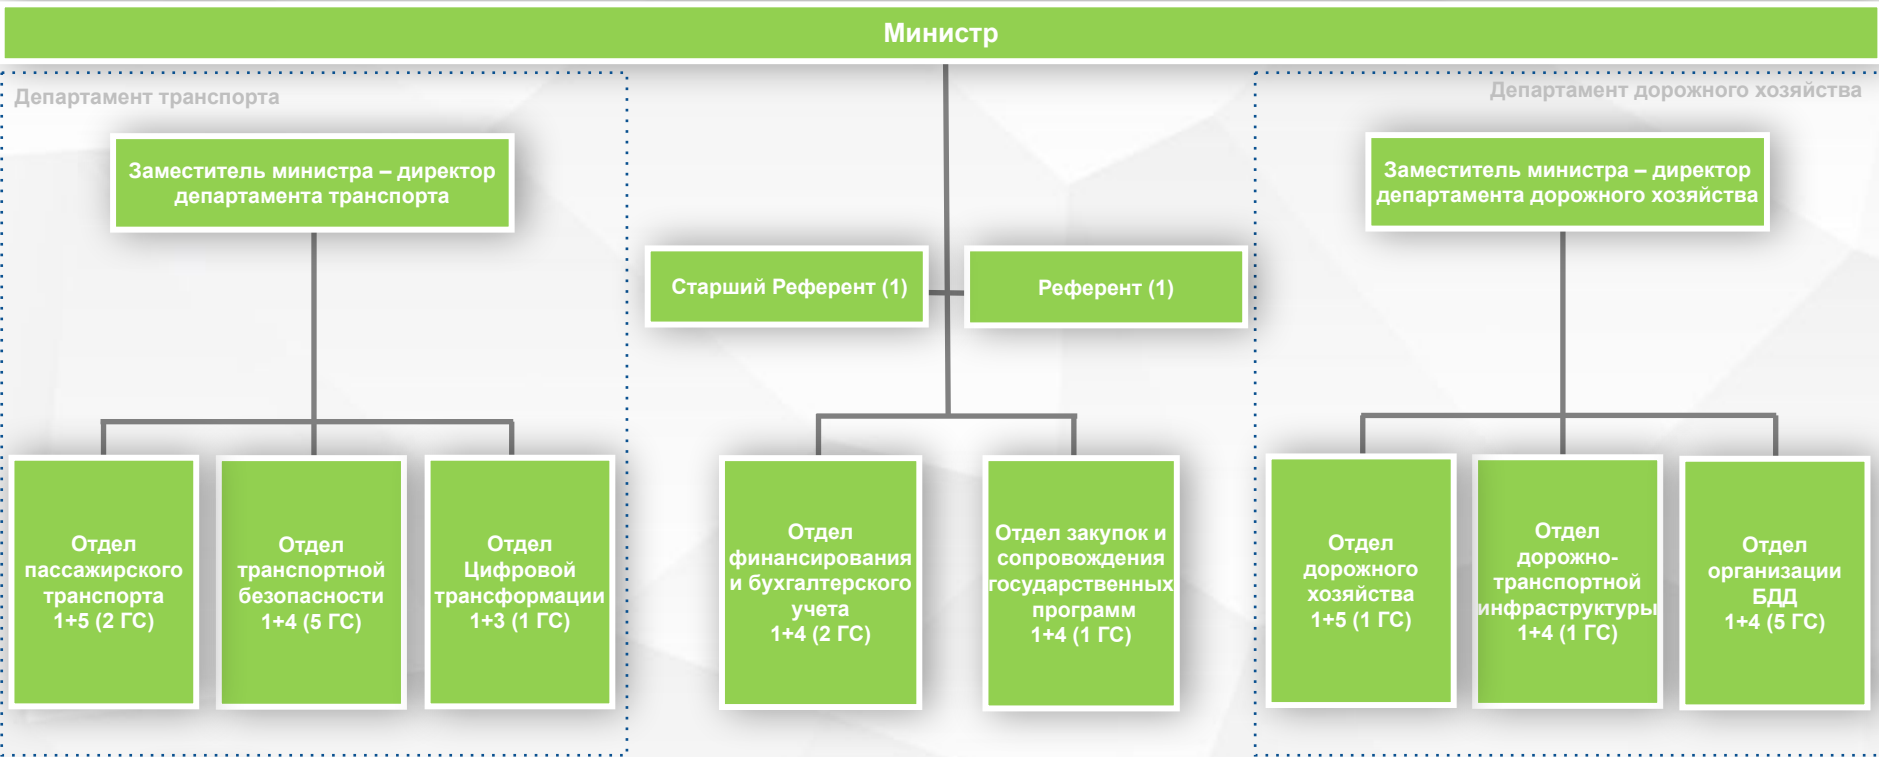 Министр
Департамент транспорта
Заместитель министра – директор
департамента транспорта
Отдел
пассажирского
транспорта
1+5 (2 ГС)
Отдел
транспортной
безопасности
1+4 (5 ГС)
Отдел
Цифровой
трансформации
1+3 (1 ГС)
Старший Референт (1)
Референт (1)
Отдел
финансирования
и бухгалтерского
учета
1+4 (2 ГС)
Отдел закупок и
сопровождения
государственных
программ
1+4 (1 ГС)
Департамент дорожного хозяйства
Заместитель министра – директор
департамента дорожного хозяйства
Отдел
дорожного
хозяйства
1+5 (1 ГС)
Отдел
дорожно-
транспортной
инфраструктуры
1+4 (1 ГС)
Отдел
организации
БДД
1+4 (5 ГС)